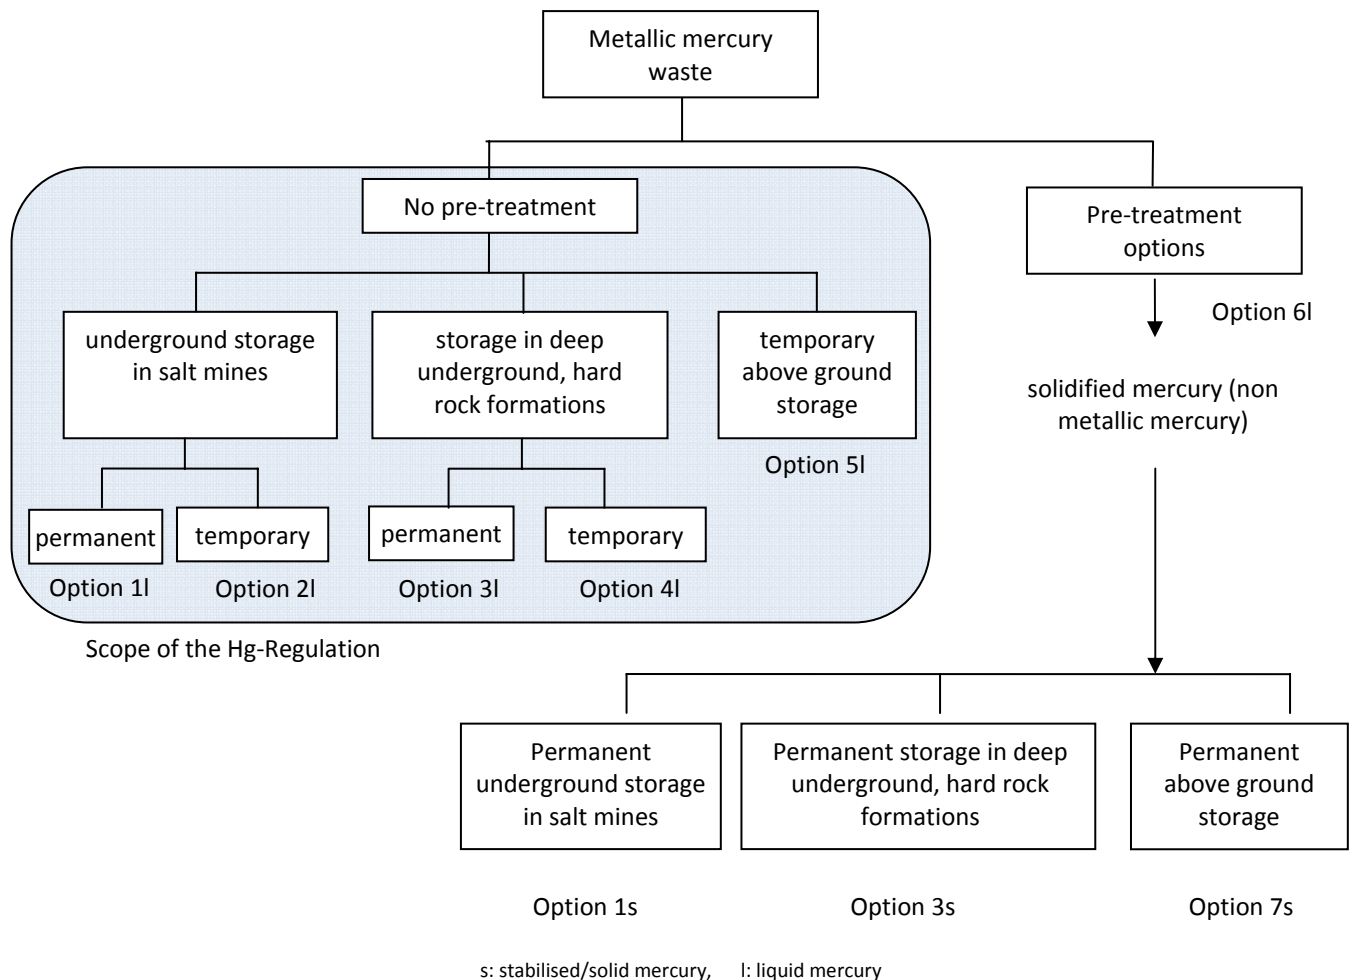 Metallic mercury
waste
No pre-treatment
Pre-treatment
options
Option 6l
underground storage
in salt mines
storage in deep
underground, hard
rock formations
temporary
above ground
storage
solidified mercury (non
metallic mercury)
Option 5l
permanent
temporary
permanent
temporary
Option 1l
Option 2l
Option 3l
Option 4l
Scope of the Hg-Regulation
Permanent
underground storage
in salt mines
Permanent storage in deep
underground, hard rock
formations
Permanent
above ground
storage
Option 1s
Option 3s
Option 7s
s: stabilised/solid mercury, l: liquid mercury